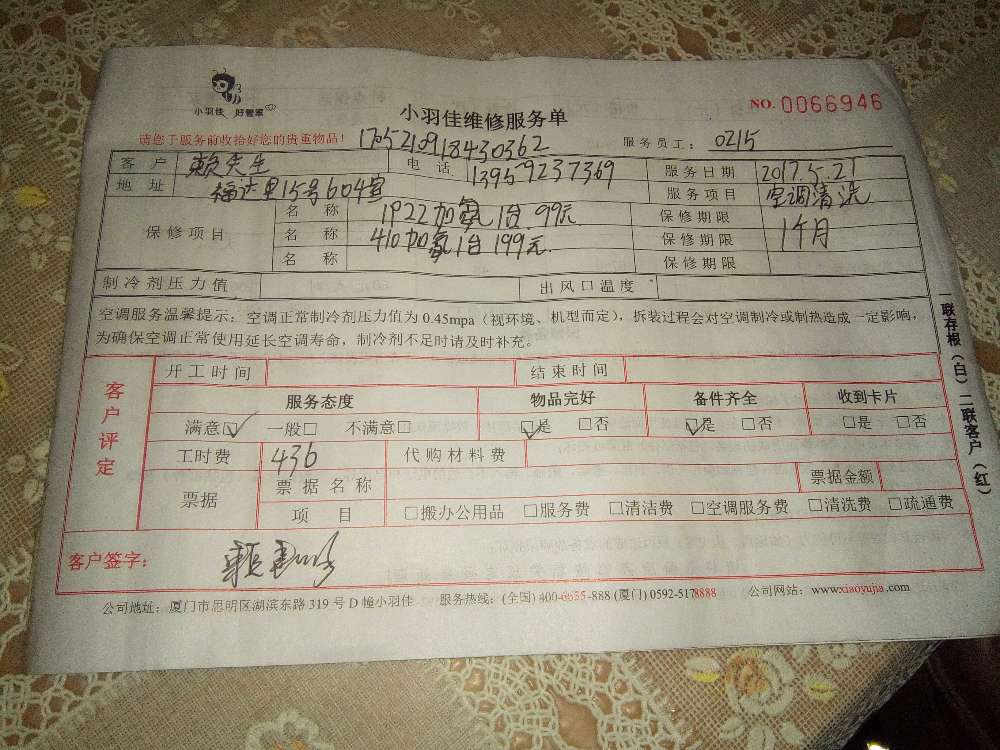 小羽佳 好管家
小羽佳维修服务单
NO. 0066946
请您于服务前收拾好您的贵重物品!
1705210918430362
服务员工: 0215
客户 赖先生 电话 13959237369 服务日期 2017.5.21
地址 福达里15号604室 服务项目 空调清洗
保修项目
名称 1P22加氟1台 99元 保修期限
名称 410加氟1台 199元 保修期限 1个月
名称 保修期限
制冷剂压力值 出风口温度
空调服务温馨提示:空调正常制冷剂压力值为 0.45mpa(视环境、机型而定),拆装过程会对空调制冷或制热造成一定影响,
为确保空调正常使用延长空调寿命,制冷剂不足时请及时补充。
客户评定
开工时间 结束时间
服务态度 物品完好 备件齐全 收到卡片
满意☑ 一般□ 不满意□ ☑是 □否 ☑是 □否 □是 □否
工时费 436 代购材料费
票据 票据名称 票据金额
项目 □搬办公用品 □服务费 □清洁费 □空调服务费 □清洗费 □疏通费
客户签字:
公司地址:厦门市思明区湖滨东路 319 号 D 幢小羽佳 服务热线:(全国) 400-6655-888 (厦门) 0592-5178888 公司网站:www.xiaoyujia.com
一联存根(白)二联客户(红)